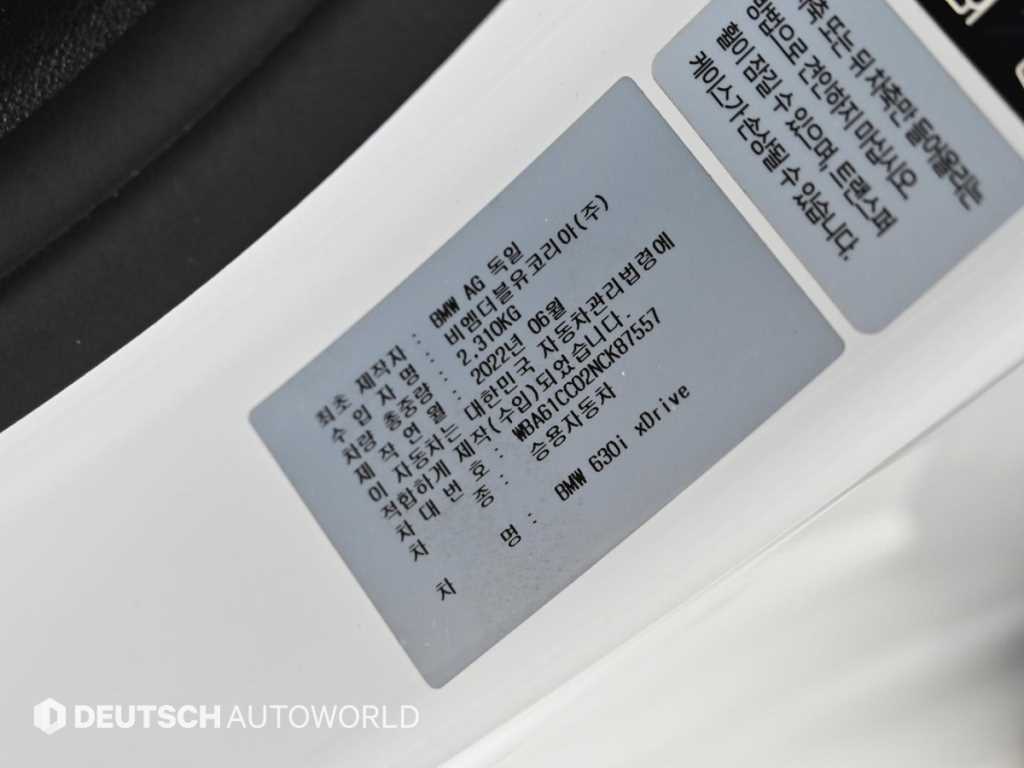 최초 제작자 : BMW AG 독일
수 입 자 명 : 비엠더블유코리아(주)
차량 총중량 : 2.310KG
제 작 연 월 : 2022년 06월
이 자동차는 대한민국 자동차관리법령에
적합하게 제작(수입)되었습니다.
차 대 번 호 : WBA61CC02NCK87557
차 종 : 승용자동차
차 명 : BMW 630i xDrive
축 또는 뒤 차축만 들어올리는
방법으로 견인하지 마십시오
휠이 잠길 수 있으며, 트랜스퍼
케이스가 손상될 수 있습니다.
DEUTSCH AUTOWORLD